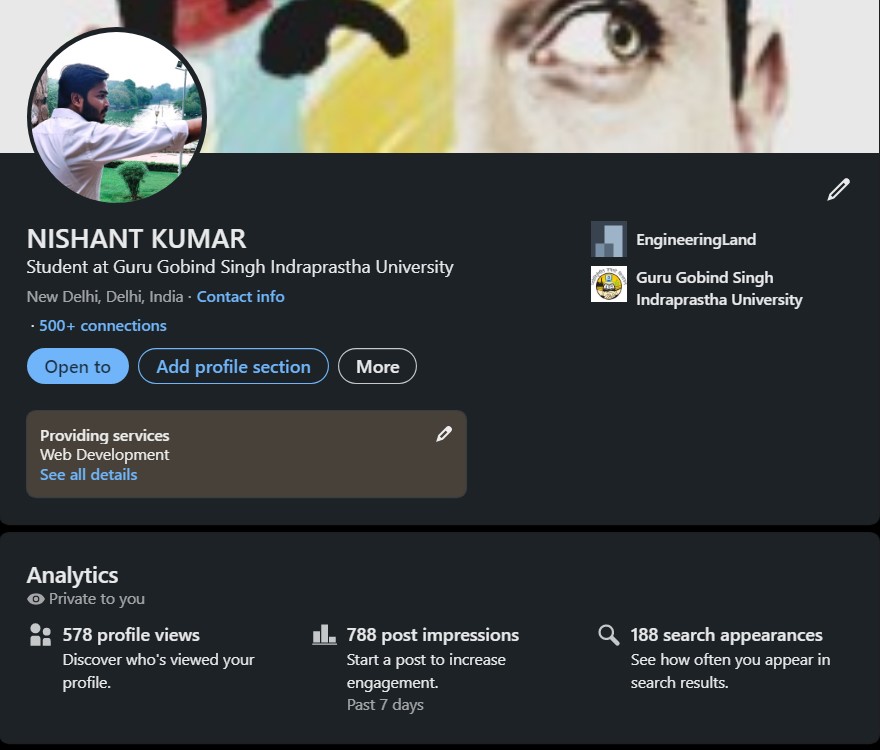 NISHANT KUMAR
Student at Guru Gobind Singh Indraprastha University
New Delhi, Delhi, India · Contact info
· 500+ connections
Open to
Add profile section
More
EngineeringLand
Guru Gobind Singh
Indraprastha University
Providing services
Web Development
See all details
Analytics
Private to you
578 profile views
Discover who's viewed your
profile.
788 post impressions
Start a post to increase
engagement.
Past 7 days
188 search appearances
See how often you appear in
search results.